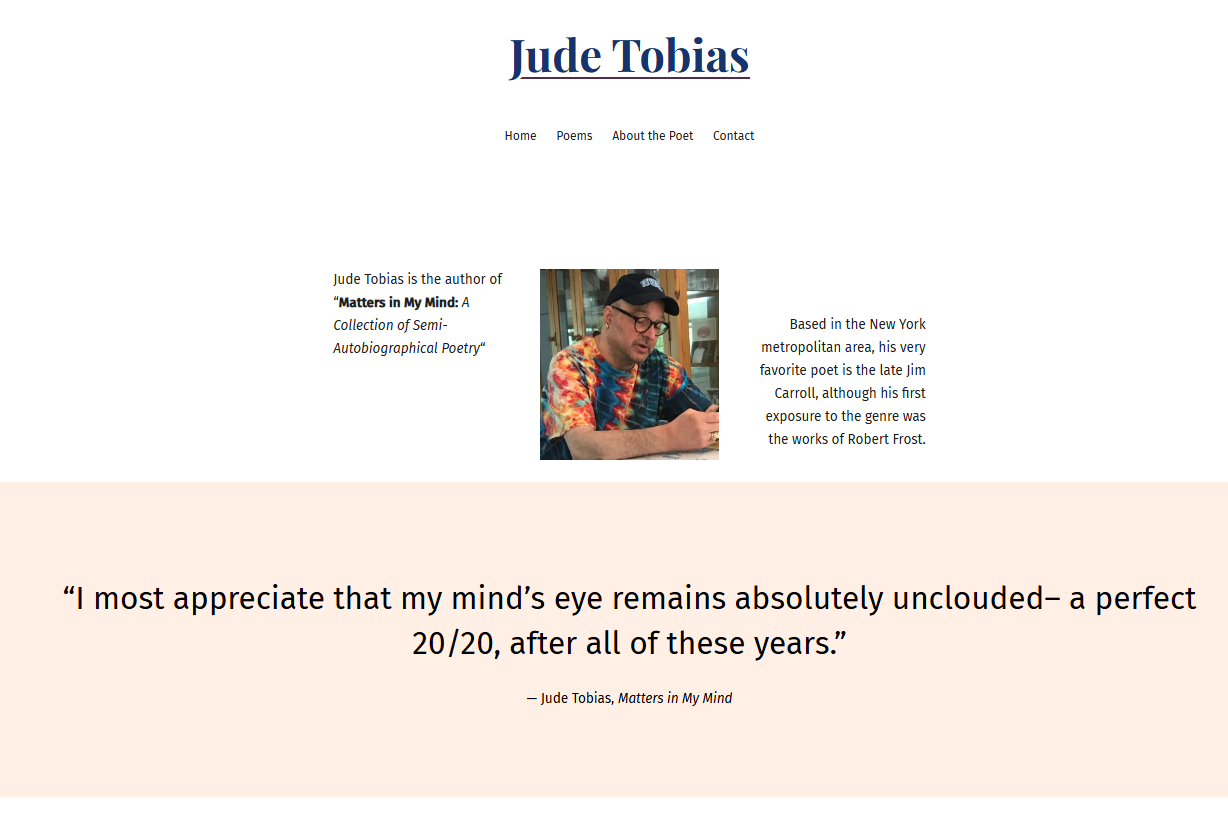 Jude Tobias
Home Poems About the Poet Contact
Jude Tobias is the author of
“Matters in My Mind: A
Collection of Semi-
Autobiographical Poetry“
Based in the New York
metropolitan area, his very
favorite poet is the late Jim
Carroll, although his first
exposure to the genre was
the works of Robert Frost.
“I most appreciate that my mind’s eye remains absolutely unclouded– a perfect
20/20, after all of these years.”
— Jude Tobias, Matters in My Mind